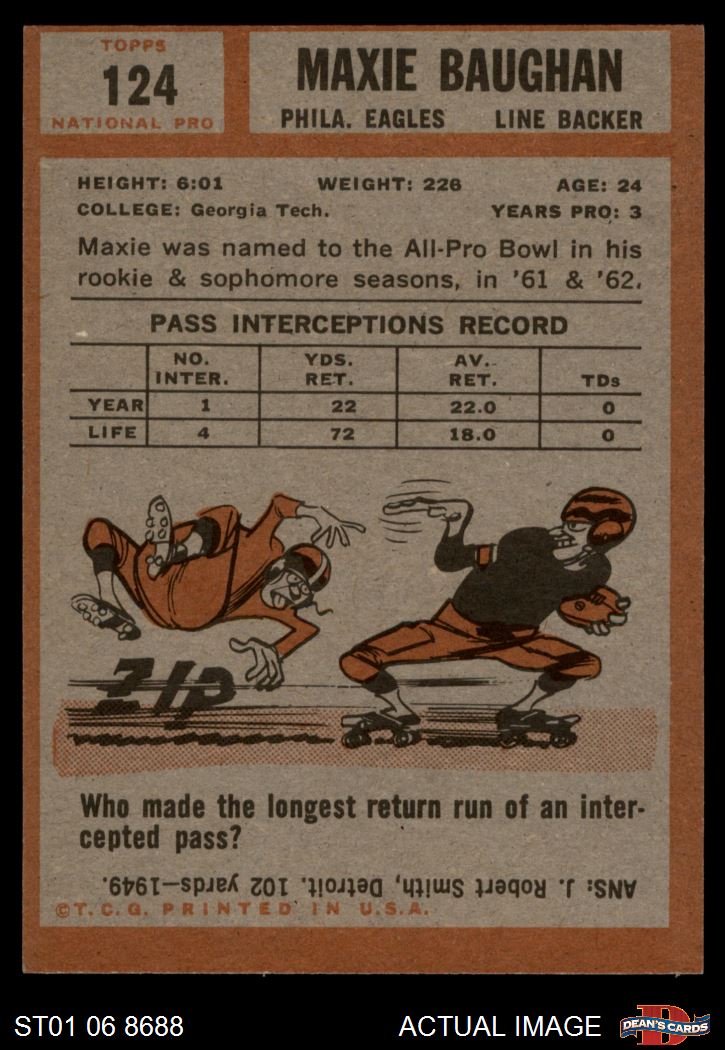 TOPPS
124
NATIONAL PRO
MAXIE BAUGHAN
PHILA. EAGLES LINE BACKER
HEIGHT: 6:01 WEIGHT: 226 AGE: 24
COLLEGE: Georgia Tech. YEARS PRO: 3
Maxie was named to the All-Pro Bowl in his
rookie & sophomore seasons, in '61 & '62.
PASS INTERCEPTIONS RECORD
NO. INTER. YDS. RET. AV. RET. TDs
YEAR 1 22 22.0 0
LIFE 4 72 18.0 0
ZIP
Who made the longest return run of an inter-
cepted pass?
ANS: J. Robert Smith, Detroit. 102 yards—1949.
©T.C.G. PRINTED IN U.S.A.
ST01 06 8688 ACTUAL IMAGE D DEAN'S CARDS